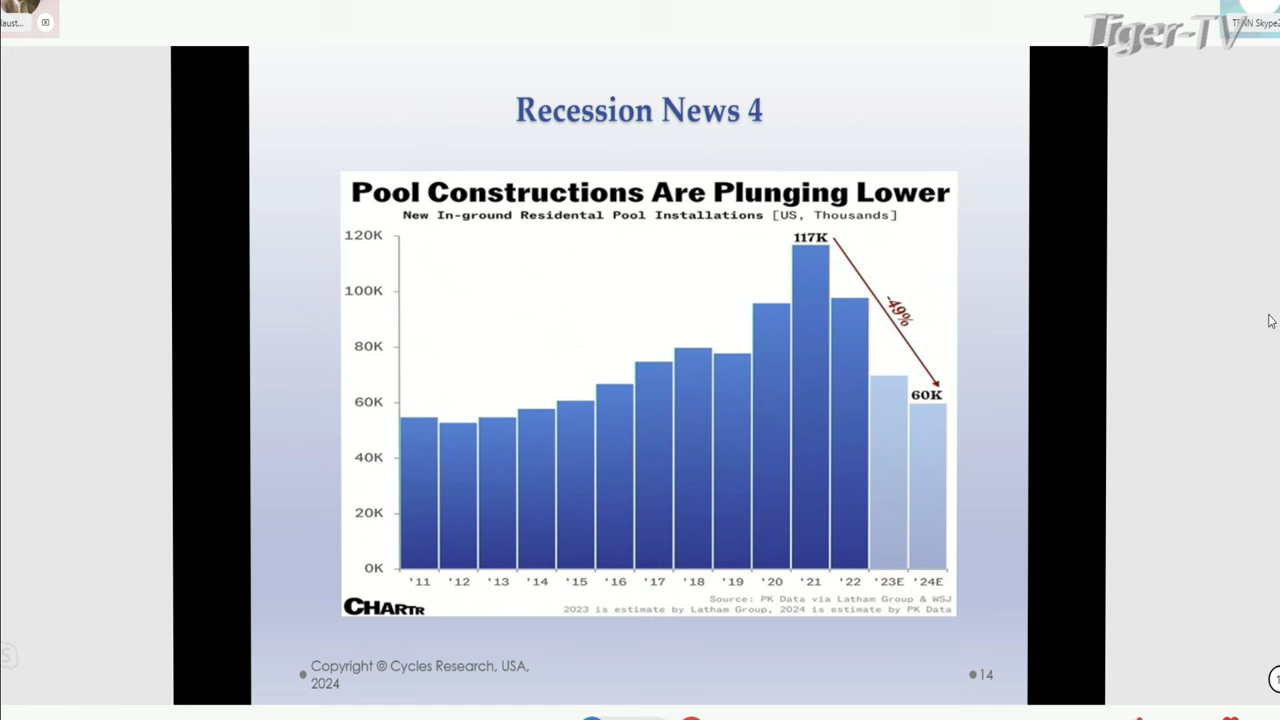 laust...
Tiger-TV
TFNN Skype2
Recession News 4
Pool Constructions Are Plunging Lower
New In-ground Residental Pool Installations [US, Thousands]
120K
100K
80K
60K
40K
20K
0K
117K
-49%
60K
'11 '12 '13 '14 '15 '16 '17 '18 '19 '20 '21 '22 '23E '24E
Source: PK Data via Latham Group & WSJ
CHARTR
2023 is estimate by Latham Group, 2024 is estimate by PK Data
Copyright © Cycles Research, USA,
2024
14